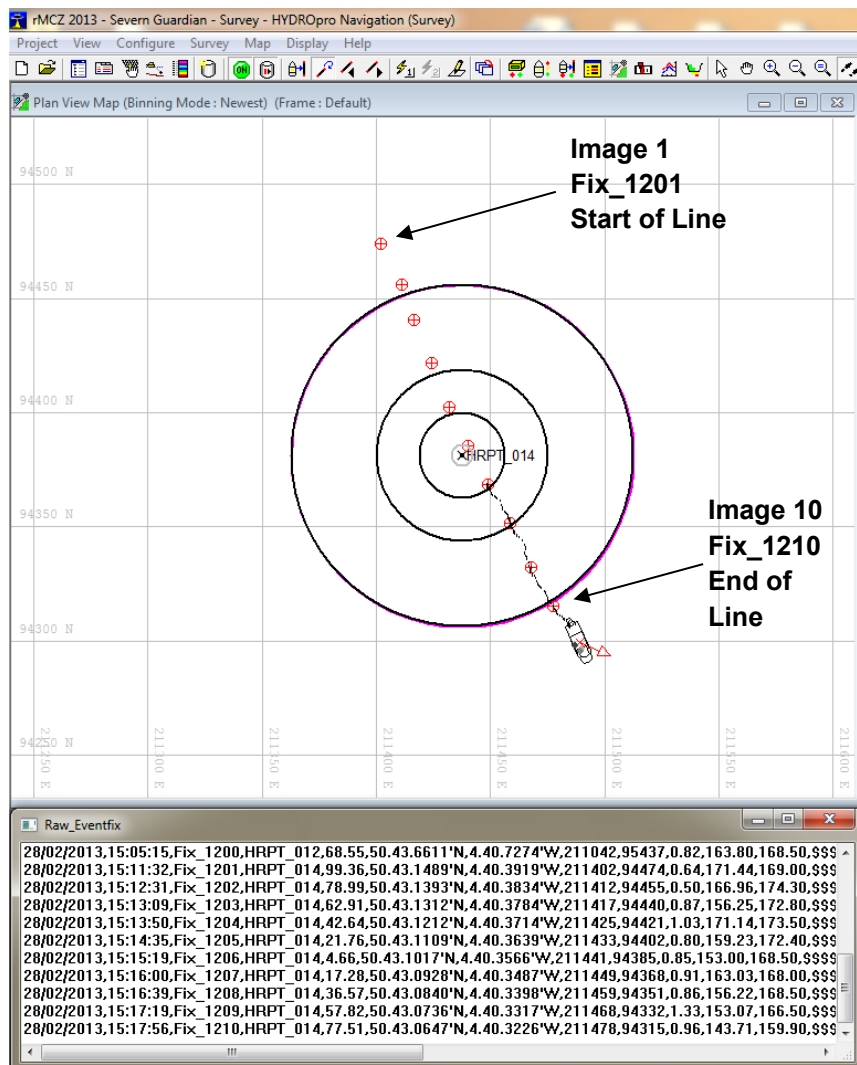 rMCZ 2013 - Severn Guardian - Survey - HYDROpro Navigation (Survey)
Project View Configure Survey Map Display Help
Plan View Map (Binning Mode : Newest) (Frame : Default)
Image 1
Fix_1201
Start of Line
94500 N
94450 N
94400 N
HRPT_014
94350 N
Image 10
Fix_1210
End of
Line
94300 N
94250 N
211250 E
211300 E
211350 E
211400 E
211450 E
211500 E
211550 E
211600 E
Raw_Eventfix
28/02/2013,15:05:15,Fix_1200,HRPT_012,68.55,50.43.6611'N,4.40.7274'W,211042,95437,0.82,163.80,168.50,$$$
28/02/2013,15:11:32,Fix_1201,HRPT_014,99.36,50.43.1489'N,4.40.3919'W,211402,94474,0.64,171.44,169.00,$$$
28/02/2013,15:12:31,Fix_1202,HRPT_014,78.99,50.43.1393'N,4.40.3834'W,211412,94455,0.50,166.96,174.30,$$$
28/02/2013,15:13:09,Fix_1203,HRPT_014,62.91,50.43.1312'N,4.40.3784'W,211417,94440,0.87,156.25,172.80,$$$
28/02/2013,15:13:50,Fix_1204,HRPT_014,42.64,50.43.1212'N,4.40.3714'W,211425,94421,1.03,171.14,173.50,$$$
28/02/2013,15:14:35,Fix_1205,HRPT_014,21.76,50.43.1109'N,4.40.3639'W,211433,94402,0.80,159.23,172.40,$$$
28/02/2013,15:15:19,Fix_1206,HRPT_014,4.66,50.43.1017'N,4.40.3566'W,211441,94385,0.85,153.00,168.50,$$$
28/02/2013,15:16:00,Fix_1207,HRPT_014,17.28,50.43.0928'N,4.40.3487'W,211449,94368,0.91,163.03,168.00,$$$
28/02/2013,15:16:39,Fix_1208,HRPT_014,36.57,50.43.0840'N,4.40.3398'W,211459,94351,0.86,156.22,168.50,$$$
28/02/2013,15:17:19,Fix_1209,HRPT_014,57.82,50.43.0736'N,4.40.3317'W,211468,94332,1.33,153.07,166.50,$$$
28/02/2013,15:17:56,Fix_1210,HRPT_014,77.51,50.43.0647'N,4.40.3226'W,211478,94315,0.96,143.71,159.90,$$$